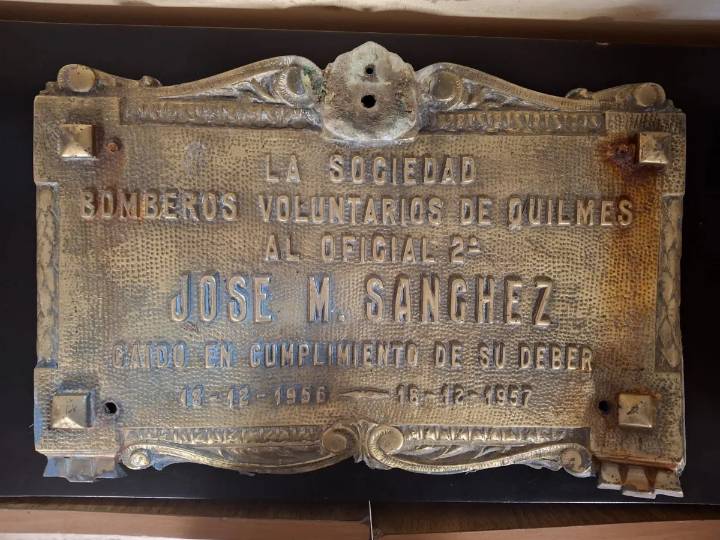 LA SOCIEDAD
BOMBEROS VOLUNTARIOS DE QUILMES
AL OFICIAL 2ª
JOSE M. SANCHEZ
CAIDO EN CUMPLIMIENTO DE SU DEBER
12-12-1956 — 16-12-1957